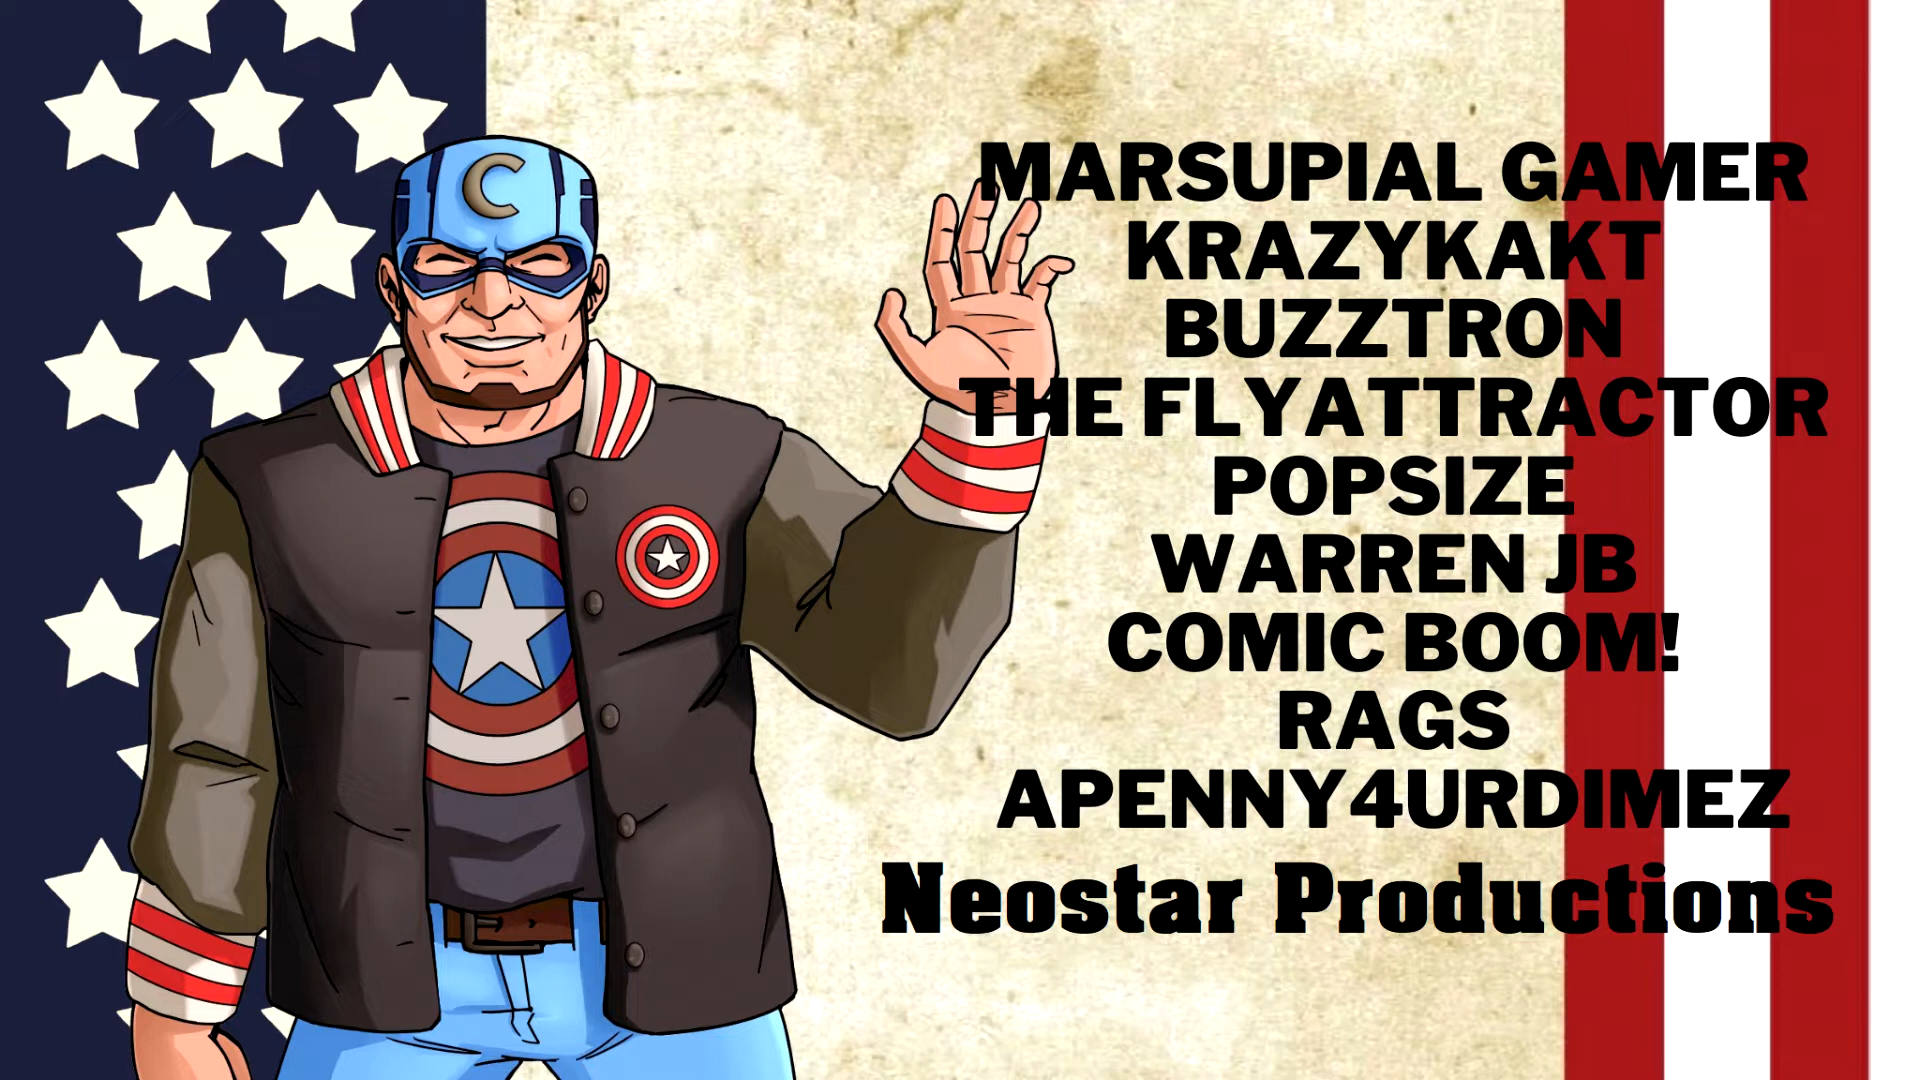 C
MARSUPIAL GAMER
KRAZYKAKT
BUZZTRON
THE FLYATTRACTOR
POPSIZE
WARREN JB
COMIC BOOM!
RAGS
APENNY4URDIMEZ
Neostar Productions